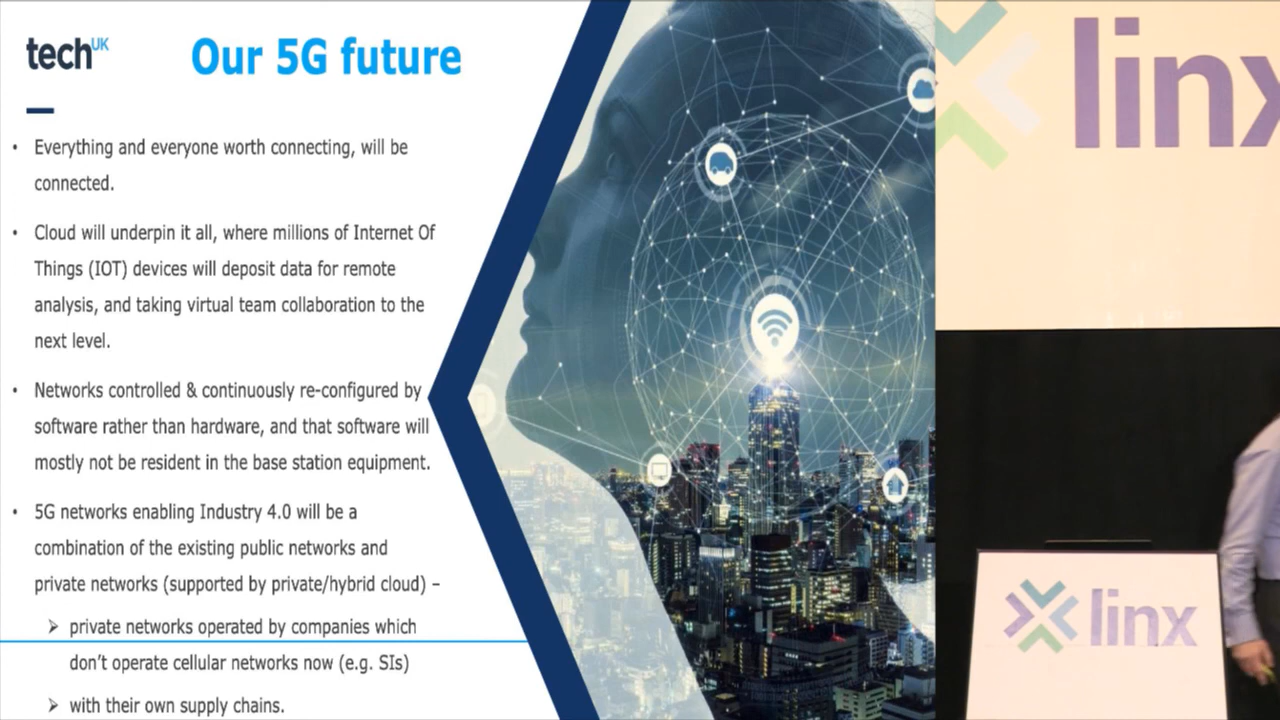 techUK
Our 5G future
• Everything and everyone worth connecting, will be
connected.
• Cloud will underpin it all, where millions of Internet Of
Things (IOT) devices will deposit data for remote
analysis, and taking virtual team collaboration to the
next level.
• Networks controlled & continuously re-configured by
software rather than hardware, and that software will
mostly not be resident in the base station equipment.
• 5G networks enabling Industry 4.0 will be a
combination of the existing public networks and
private networks (supported by private/hybrid cloud) –
➢ private networks operated by companies which
don't operate cellular networks now (e.g. SIs)
➢ with their own supply chains.
linx
linx